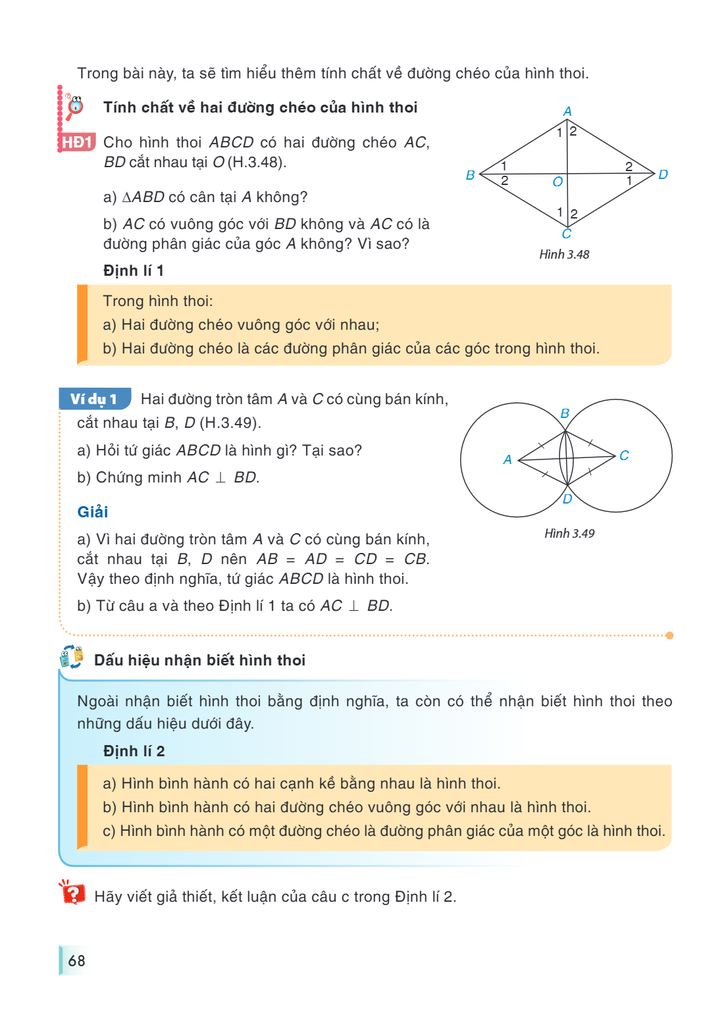 Trong bài này, ta sẽ tìm hiểu thêm tính chất về đường chéo của hình thoi.
Tính chất về hai đường chéo của hình thoi
HĐ1 Cho hình thoi ABCD có hai đường chéo AC,
BD cắt nhau tại O (H.3.48).
a) ∆ABD có cân tại A không?
b) AC có vuông góc với BD không và AC có là
đường phân giác của góc A không? Vì sao?
A
1 2
B 1 2 O 2 1 D
1 2
C
Hình 3.48
Định lí 1
Trong hình thoi:
a) Hai đường chéo vuông góc với nhau;
b) Hai đường chéo là các đường phân giác của các góc trong hình thoi.
Ví dụ 1 Hai đường tròn tâm A và C có cùng bán kính,
cắt nhau tại B, D (H.3.49).
a) Hỏi tứ giác ABCD là hình gì? Tại sao?
b) Chứng minh AC ⊥ BD.
B
A C
D
Hình 3.49
Giải
a) Vì hai đường tròn tâm A và C có cùng bán kính,
cắt nhau tại B, D nên AB = AD = CD = CB.
Vậy theo định nghĩa, tứ giác ABCD là hình thoi.
b) Từ câu a và theo Định lí 1 ta có AC ⊥ BD.
Dấu hiệu nhận biết hình thoi
Ngoài nhận biết hình thoi bằng định nghĩa, ta còn có thể nhận biết hình thoi theo
những dấu hiệu dưới đây.
Định lí 2
a) Hình bình hành có hai cạnh kề bằng nhau là hình thoi.
b) Hình bình hành có hai đường chéo vuông góc với nhau là hình thoi.
c) Hình bình hành có một đường chéo là đường phân giác của một góc là hình thoi.
? Hãy viết giả thiết, kết luận của câu c trong Định lí 2.
68